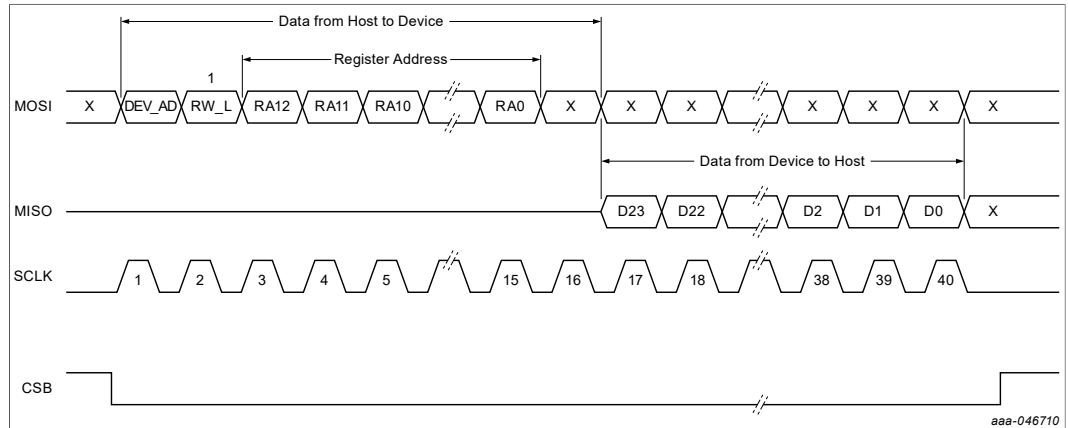 Data from Host to Device
1
Register Address
MOSI X DEV_AD RW_L RA12 RA11 RA10 RA0 X X X X X X X
Data from Device to Host
MISO D23 D22 D2 D1 D0 X
SCLK 1 2 3 4 5 15 16 17 18 38 39 40
CSB
aaa-046710